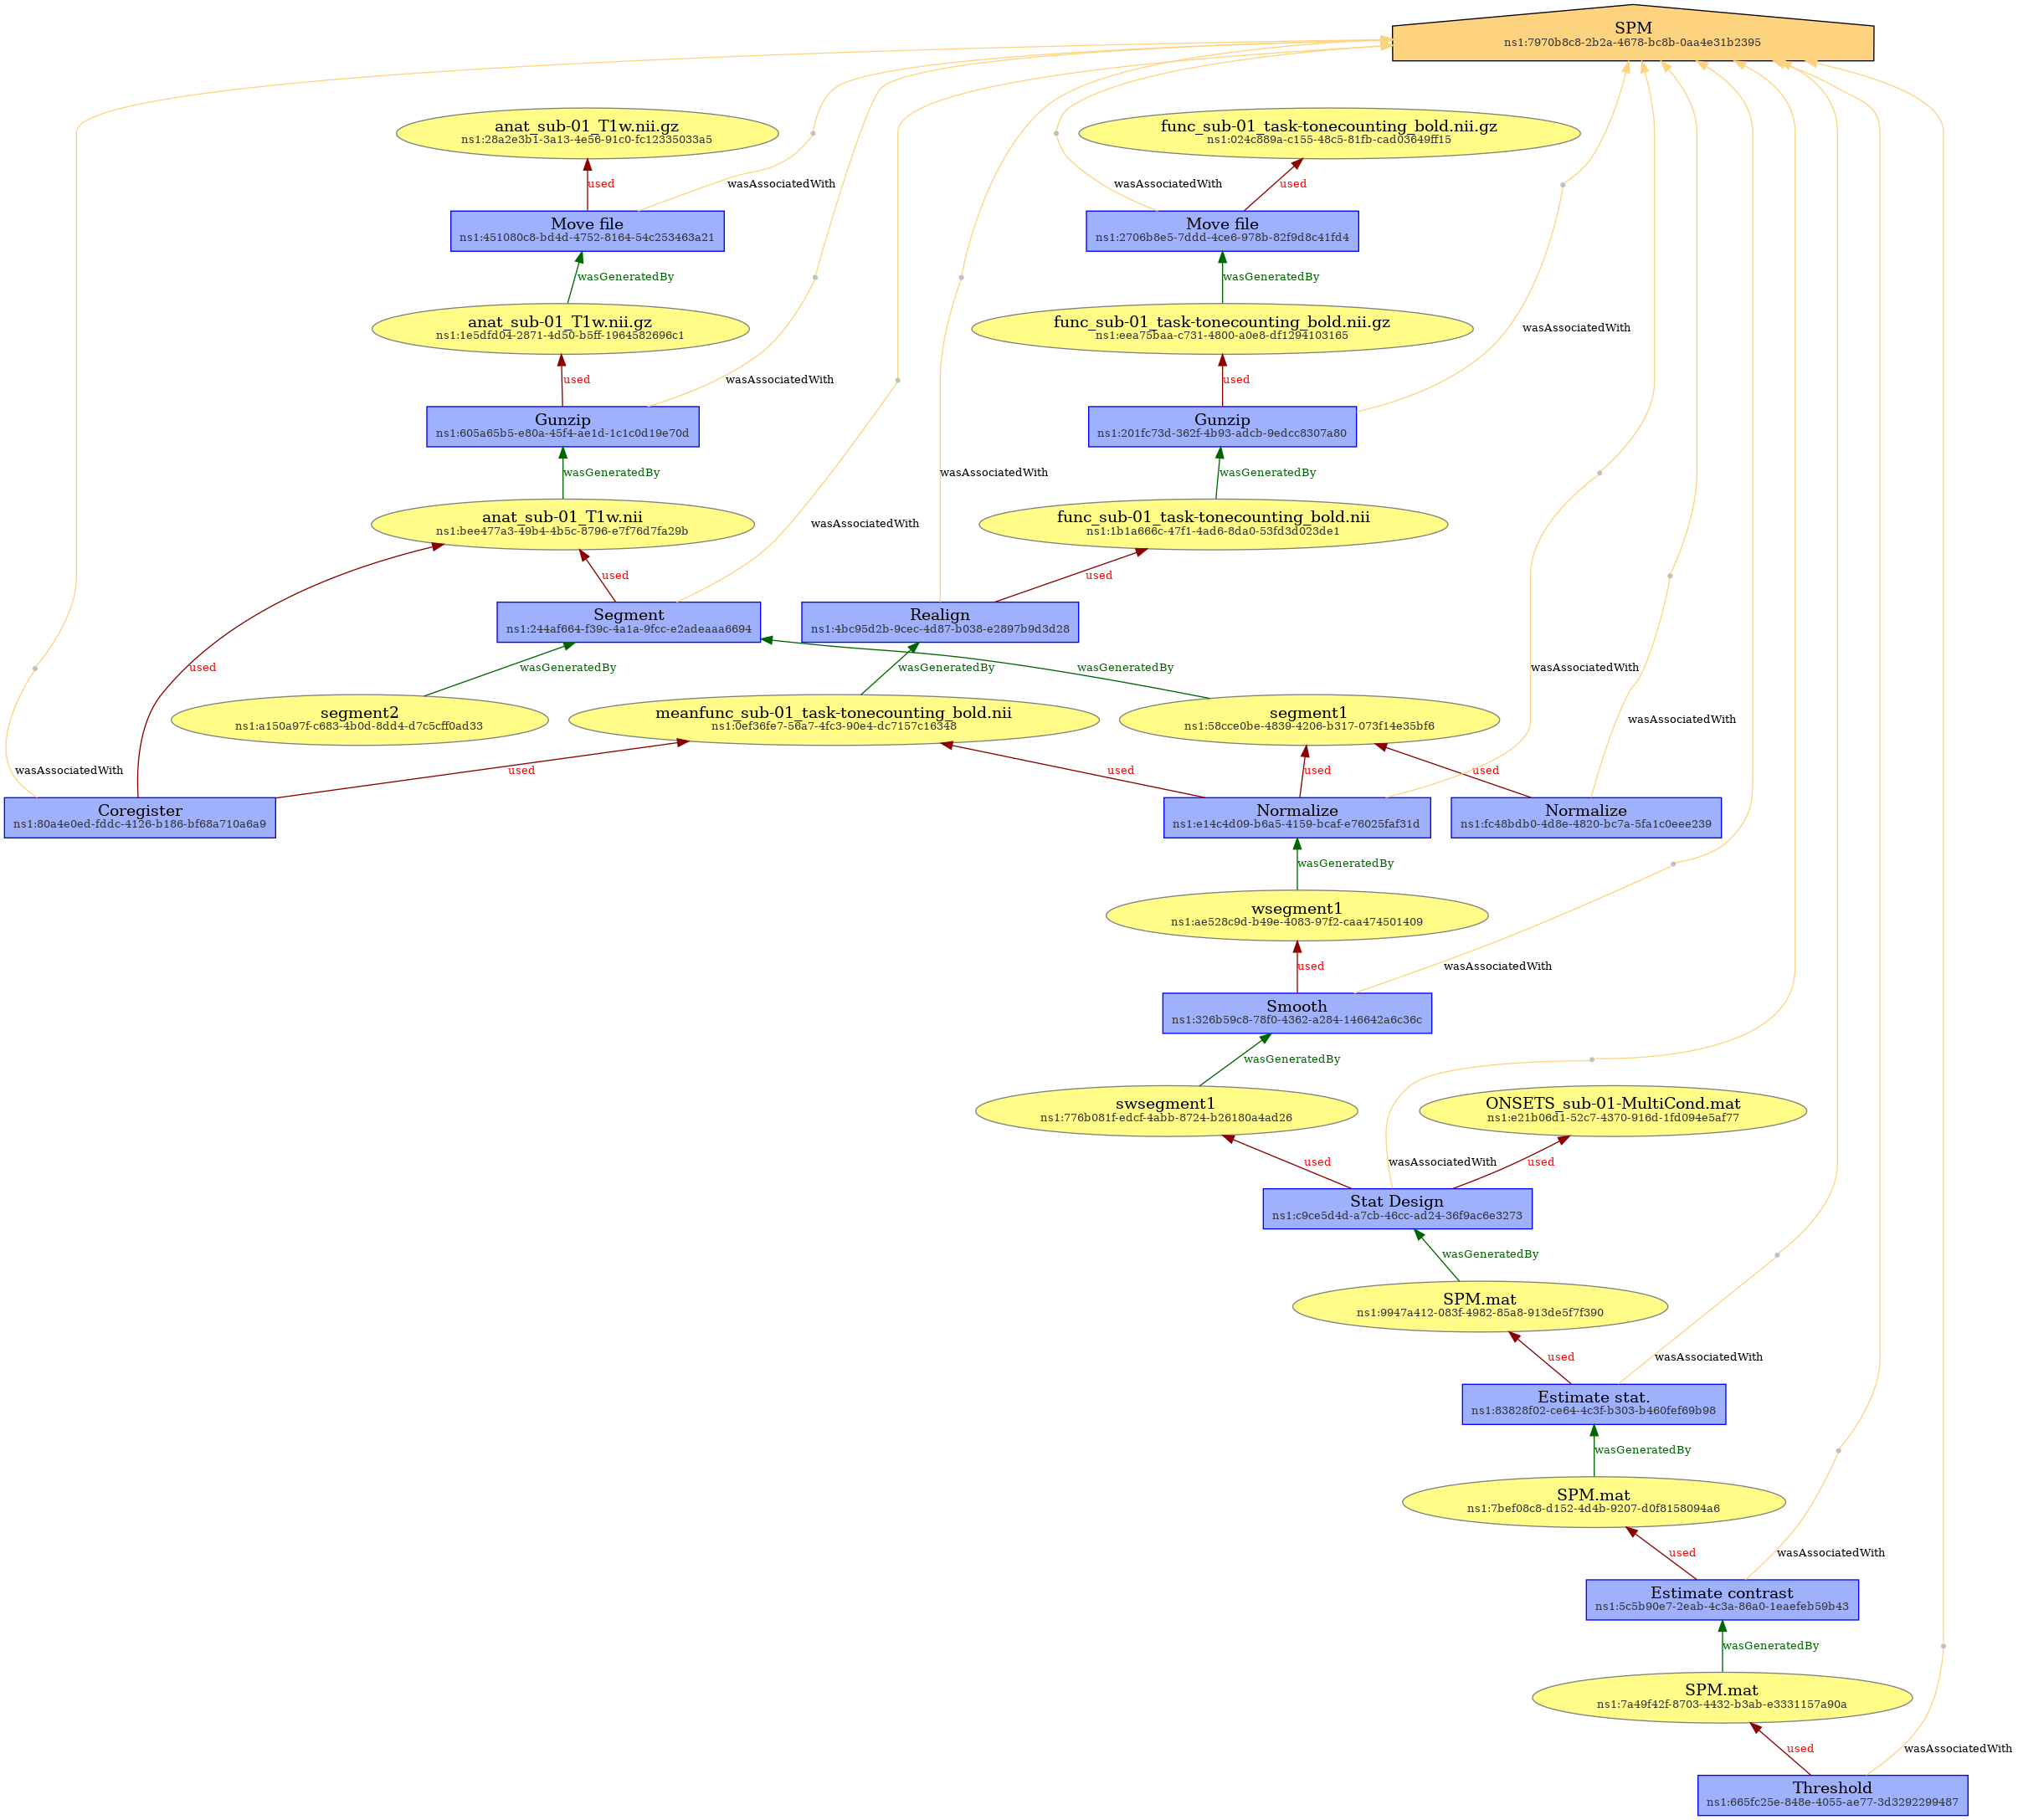 SPM
ns1:7970b8c8-2b2a-4678-bc8b-0aa4e31b2395
anat_sub-01_T1w.nii.gz
ns1:28a2e3b1-3a13-4e56-91c0-fc12335033a5
func_sub-01_task-tonecounting_bold.nii.gz
ns1:024c889a-c155-48c5-81fb-cad03649ff15
used
wasAssociatedWith
wasAssociatedWith
used
Move file
ns1:451080c8-bd4d-4752-8164-54c253463a21
Move file
ns1:2706b8e5-7ddd-4ce6-978b-82f9d8c41fd4
wasGeneratedBy
wasGeneratedBy
anat_sub-01_T1w.nii.gz
ns1:1e5dfd04-2871-4d50-b5ff-1964582696c1
func_sub-01_task-tonecounting_bold.nii.gz
ns1:eea75baa-c731-4800-a0e8-df1294103165
wasAssociatedWith
used
wasAssociatedWith
used
Gunzip
ns1:605a65b5-e80a-45f4-ae1d-1c1c0d19e70d
Gunzip
ns1:201fc73d-362f-4b93-adcb-9edcc8307a80
wasGeneratedBy
wasAssociatedWith
wasGeneratedBy
anat_sub-01_T1w.nii
ns1:bee477a3-49b4-4b5c-8796-e7f76d7fa29b
func_sub-01_task-tonecounting_bold.nii
ns1:1b1a666c-47f1-4ad6-8da0-53fd3d023de1
wasAssociatedWith
used
used
Segment
ns1:244af664-f39c-4a1a-9fcc-e2adeaaa6694
Realign
ns1:4bc95d2b-9cec-4d87-b038-e2897b9d3d28
used
wasGeneratedBy
wasGeneratedBy
wasGeneratedBy
wasAssociatedWith
segment2
ns1:a150a97f-c683-4b0d-8dd4-d7c5cff0ad33
meanfunc_sub-01_task-tonecounting_bold.nii
ns1:0ef36fe7-56a7-4fc3-90e4-dc7157c16348
segment1
ns1:58cce0be-4839-4206-b317-073f14e35bf6
wasAssociatedWith
wasAssociatedWith
used
used
used
used
Coregister
ns1:80a4e0ed-fddc-4126-b186-bf68a710a6a9
Normalize
ns1:e14c4d09-b6a5-4159-bcaf-e76025faf31d
Normalize
ns1:fc48bdb0-4d8e-4820-bc7a-5fa1c0eee239
wasGeneratedBy
wsegment1
ns1:ae528c9d-b49e-4083-97f2-caa474501409
used
wasAssociatedWith
Smooth
ns1:326b59c8-78f0-4362-a284-146642a6c36c
wasGeneratedBy
swsegment1
ns1:776b081f-edcf-4abb-8724-b26180a4ad26
ONSETS_sub-01-MultiCond.mat
ns1:e21b06d1-52c7-4370-916d-1fd094e5af77
used
wasAssociatedWith
used
Stat Design
ns1:c9ce5d4d-a7cb-46cc-ad24-36f9ac6e3273
wasGeneratedBy
SPM.mat
ns1:9947a412-083f-4982-85a8-913de5f7f390
used
wasAssociatedWith
Estimate stat.
ns1:83828f02-ce64-4c3f-b303-b460fef69b98
wasGeneratedBy
SPM.mat
ns1:7bef08c8-d152-4d4b-9207-d0f8158094a6
used
wasAssociatedWith
Estimate contrast
ns1:5c5b90e7-2eab-4c3a-86a0-1eaefeb59b43
wasGeneratedBy
SPM.mat
ns1:7a49f42f-8703-4432-b3ab-e3331157a90a
used
wasAssociatedWith
Threshold
ns1:665fc25e-848e-4055-ae77-3d3292299487